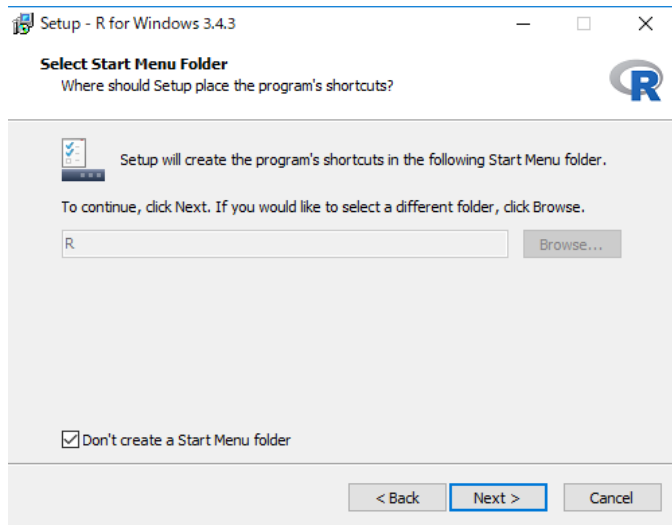 Setup - R for Windows 3.4.3
Select Start Menu Folder
Where should Setup place the program's shortcuts?
R
Setup will create the program's shortcuts in the following Start Menu folder.
To continue, click Next. If you would like to select a different folder, click Browse.
R
Browse...
Don't create a Start Menu folder
< Back
Next >
Cancel